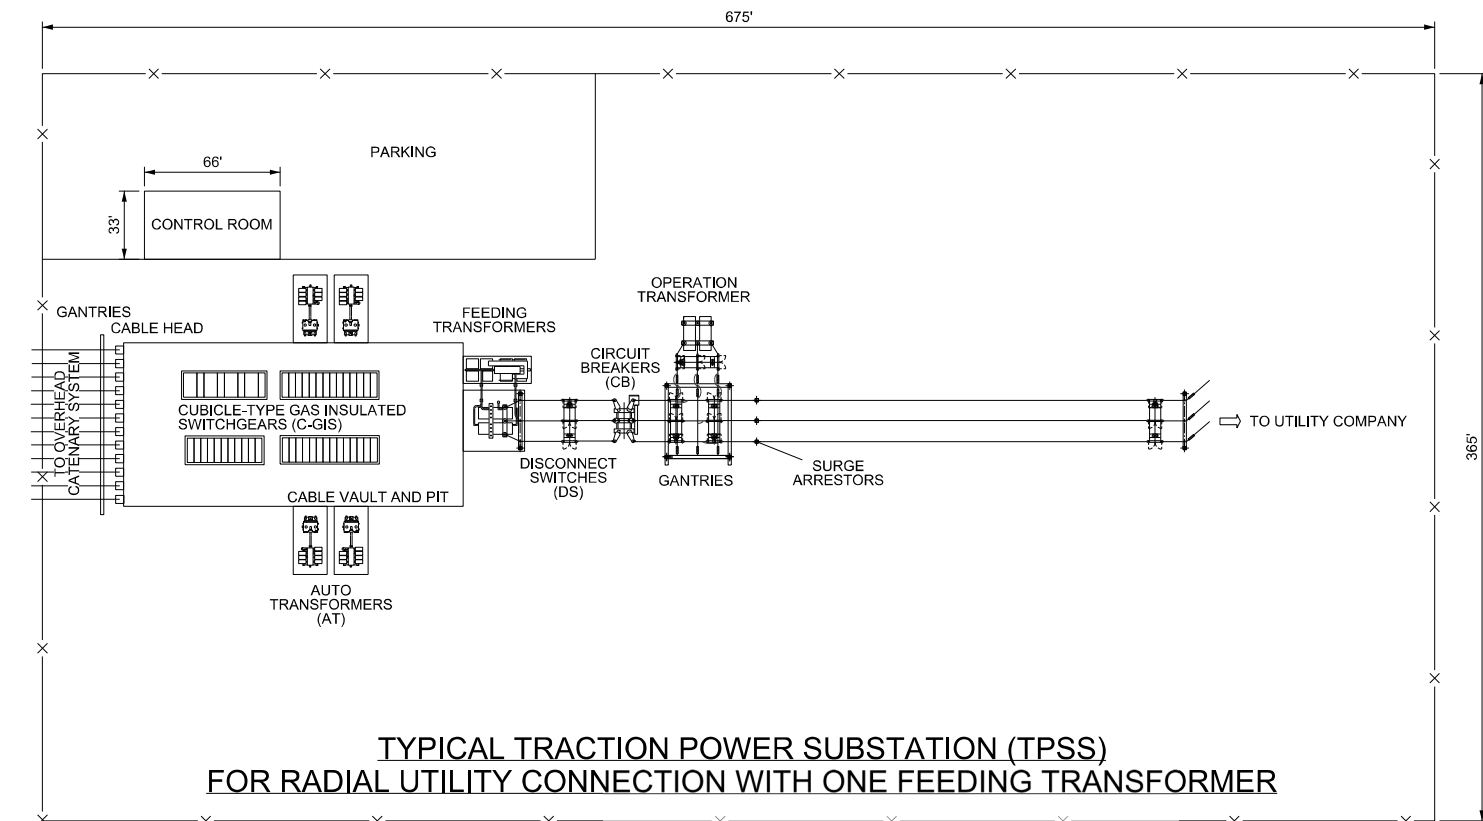 675'
PARKING
66'
33'
CONTROL ROOM
OPERATION
TRANSFORMER
GANTRIES
CABLE HEAD
FEEDING
TRANSFORMERS
CIRCUIT
BREAKERS
(CB)
TO OVERHEAD
CATENARY SYSTEM
CUBICLE-TYPE GAS INSULATED
SWITCHGEARS (C-GIS)
TO UTILITY COMPANY
365'
DISCONNECT
SWITCHES
(DS)
GANTRIES
SURGE
ARRESTORS
CABLE VAULT AND PIT
AUTO
TRANSFORMERS
(AT)
TYPICAL TRACTION POWER SUBSTATION (TPSS)
FOR RADIAL UTILITY CONNECTION WITH ONE FEEDING TRANSFORMER